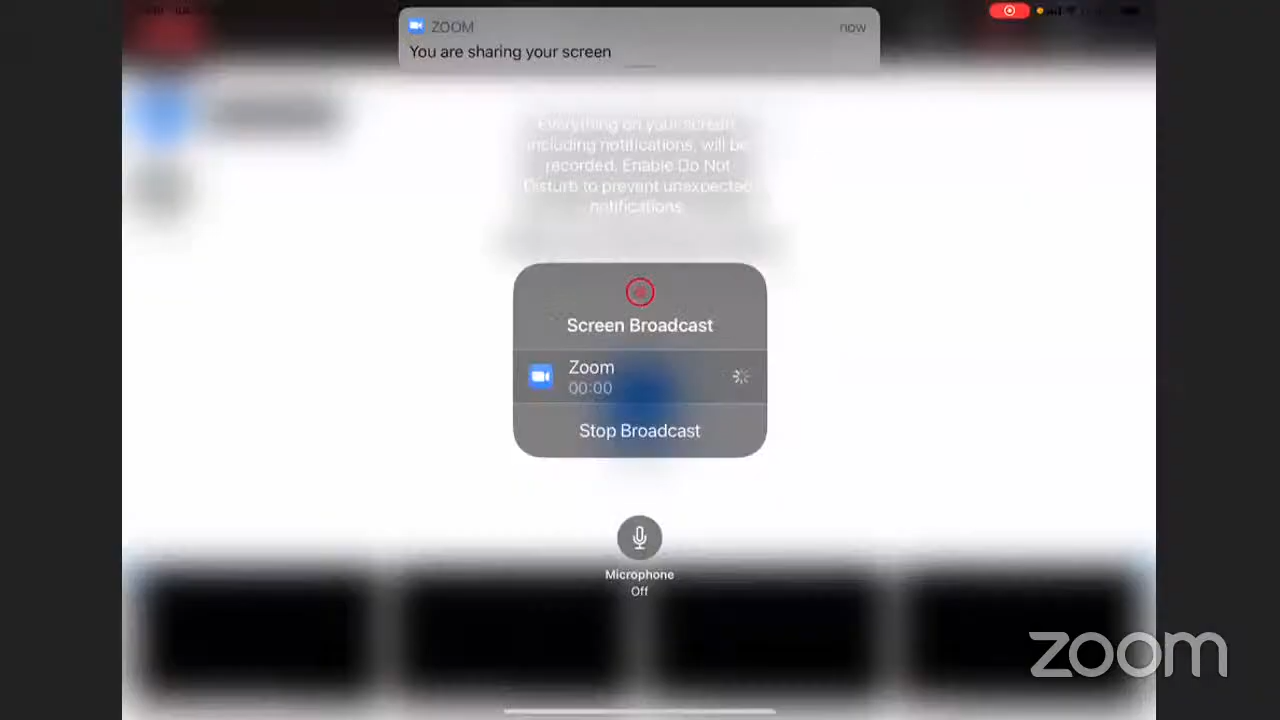 ZOOM now
You are sharing your screen
Everything on your screen,
including notifications, will be
recorded. Enable Do Not
Disturb to prevent unexpected
notifications.
Screen Broadcast
Zoom
00:00
Stop Broadcast
Microphone
Off
zoom